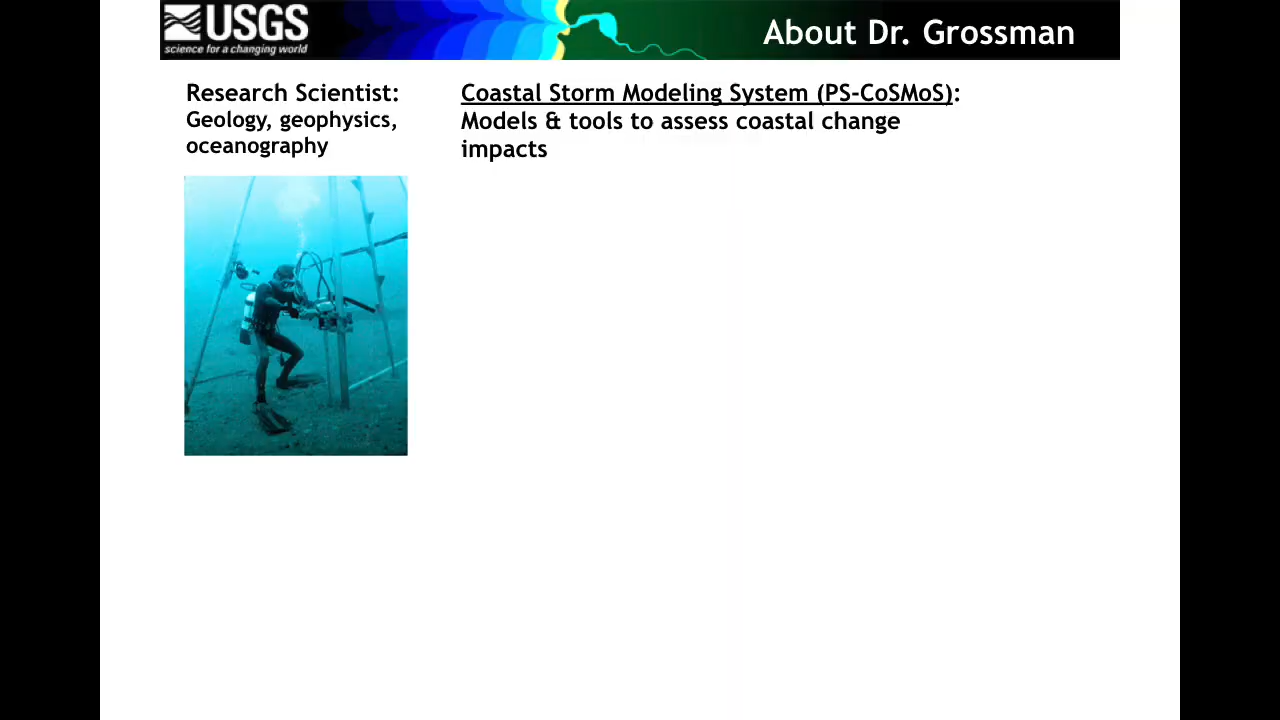 USGS
science for a changing world
About Dr. Grossman
Research Scientist:
Geology, geophysics,
oceanography
Coastal Storm Modeling System (PS-CoSMoS):
Models & tools to assess coastal change
impacts